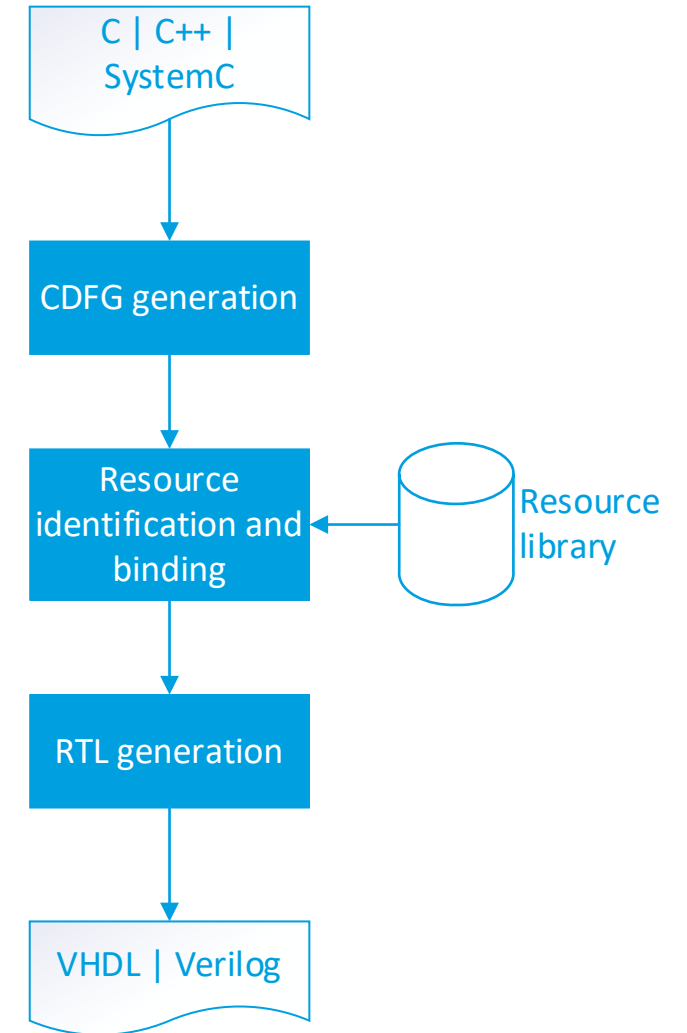 C | C++ |
SystemC
CDFG generation
Resource
identification and
binding
Resource
library
RTL generation
VHDL | Verilog